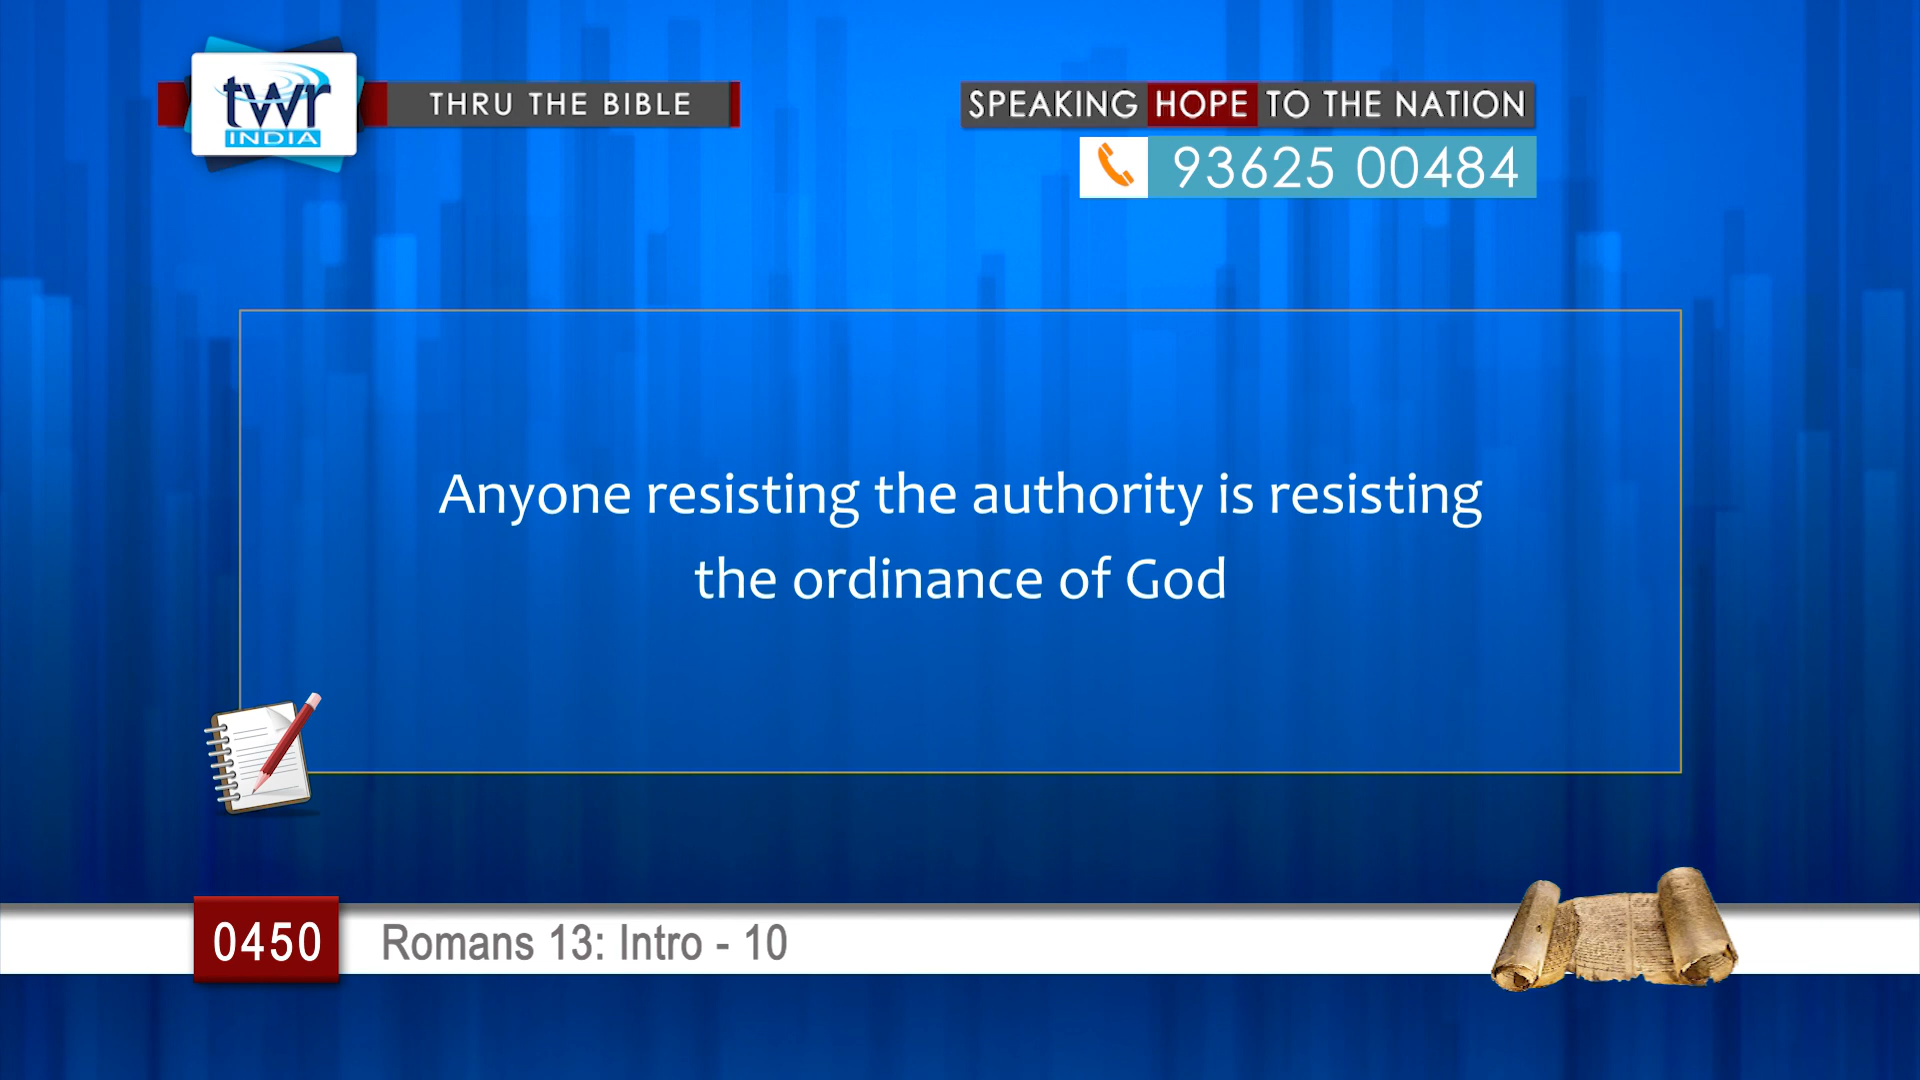 twr
INDIA
THRU THE BIBLE
SPEAKING HOPE TO THE NATION
93625 00484
Anyone resisting the authority is resisting
the ordinance of God
0450
Romans 13: Intro - 10